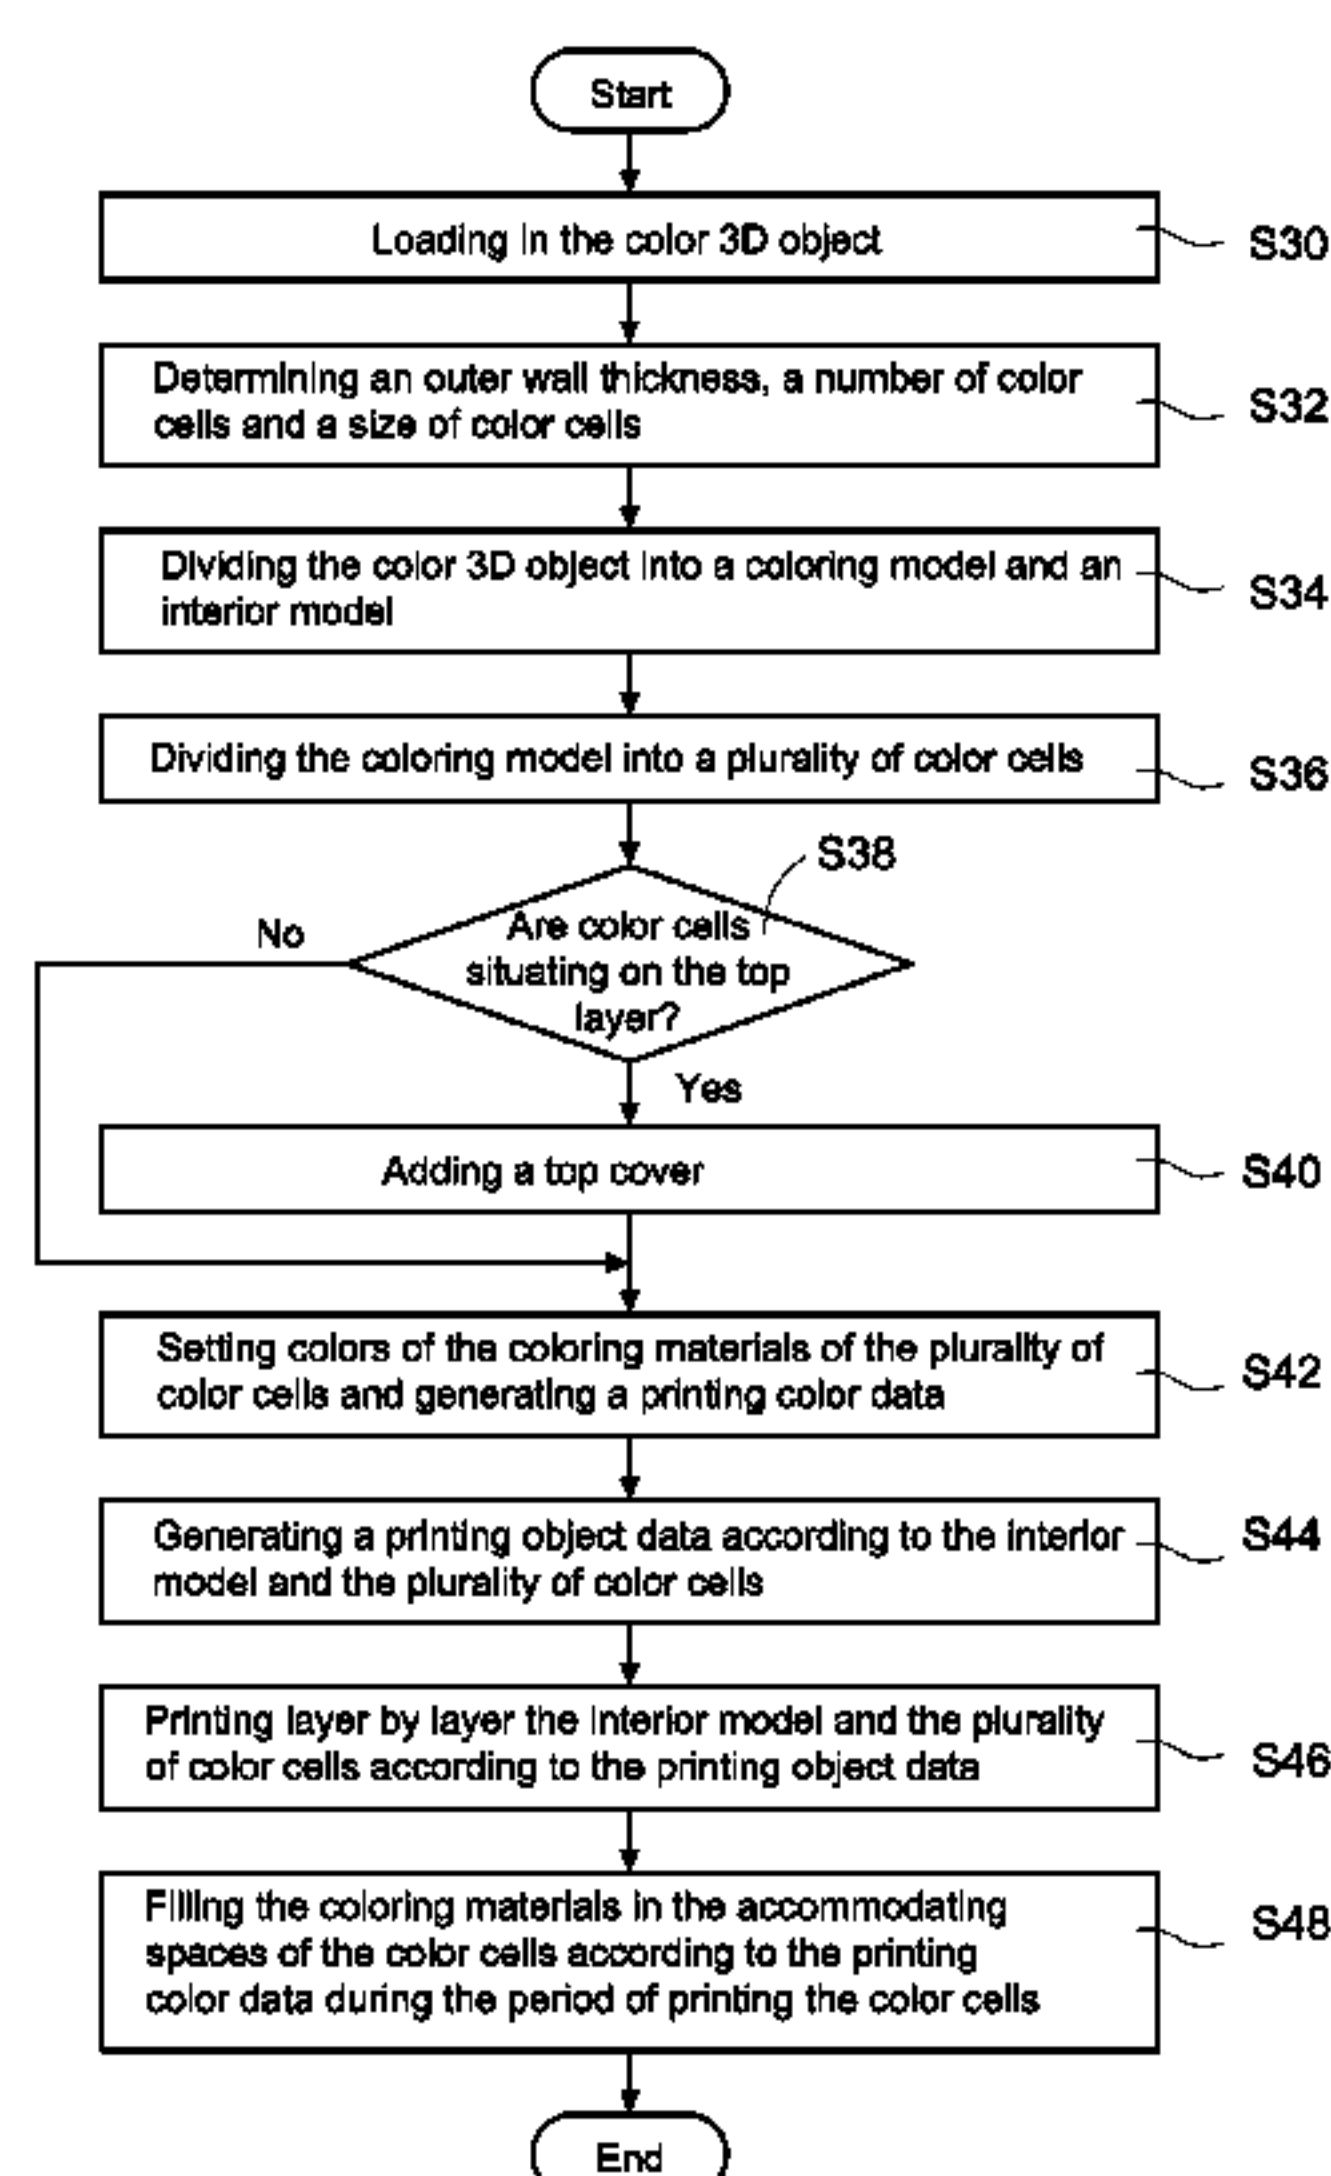 Start
Loading in the color 3D object
S30
Determining an outer wall thickness, a number of color
cells and a size of color cells
S32
Dividing the color 3D object into a coloring model and an
interior model
S34
Dividing the coloring model into a plurality of color cells
S36
S38
Are color cells
situating on the top
layer?
No
Yes
Adding a top cover
S40
Setting colors of the coloring materials of the plurality of
color cells and generating a printing color data
S42
Generating a printing object data according to the interior
model and the plurality of color cells
S44
Printing layer by layer the interior model and the plurality
of color cells according to the printing object data
S46
Filling the coloring materials in the accommodating
spaces of the color cells according to the printing
color data during the period of printing the color cells
S48
End